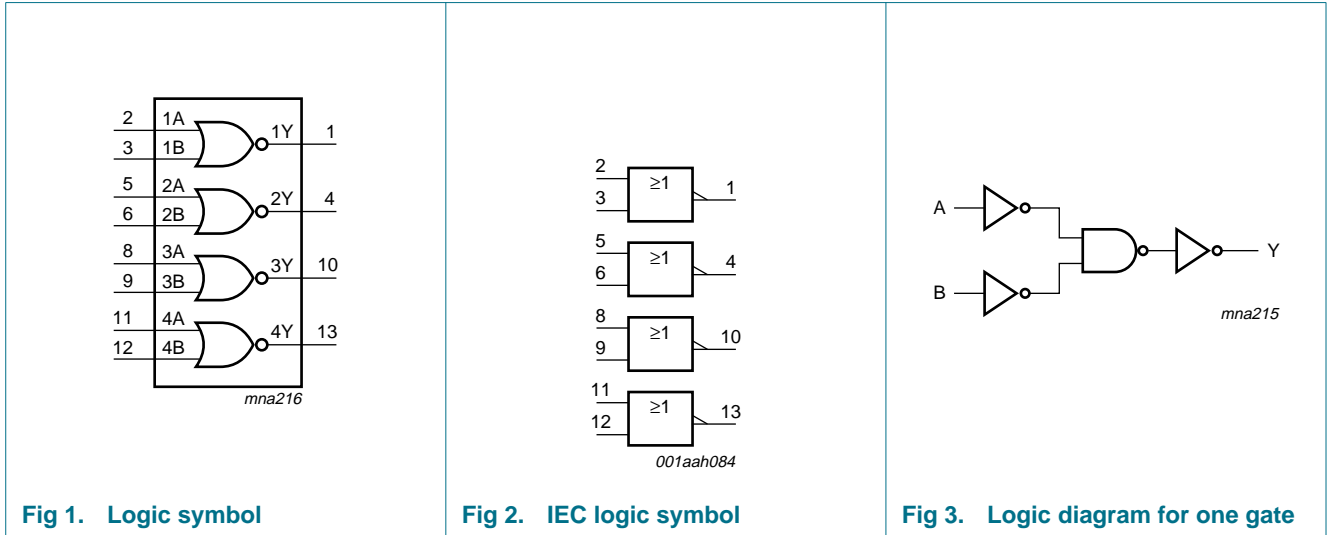 2 1A 1Y 1
3 1B
5 2A 2Y 4
6 2B
8 3A 3Y 10
9 3B
11 4A 4Y 13
12 4B
mna216
Fig 1. Logic symbol
2 ≥1 1
3
5 ≥1 4
6
8 ≥1 10
9
11 ≥1 13
12
001aah084
Fig 2. IEC logic symbol
A
Y
B
mna215
Fig 3. Logic diagram for one gate